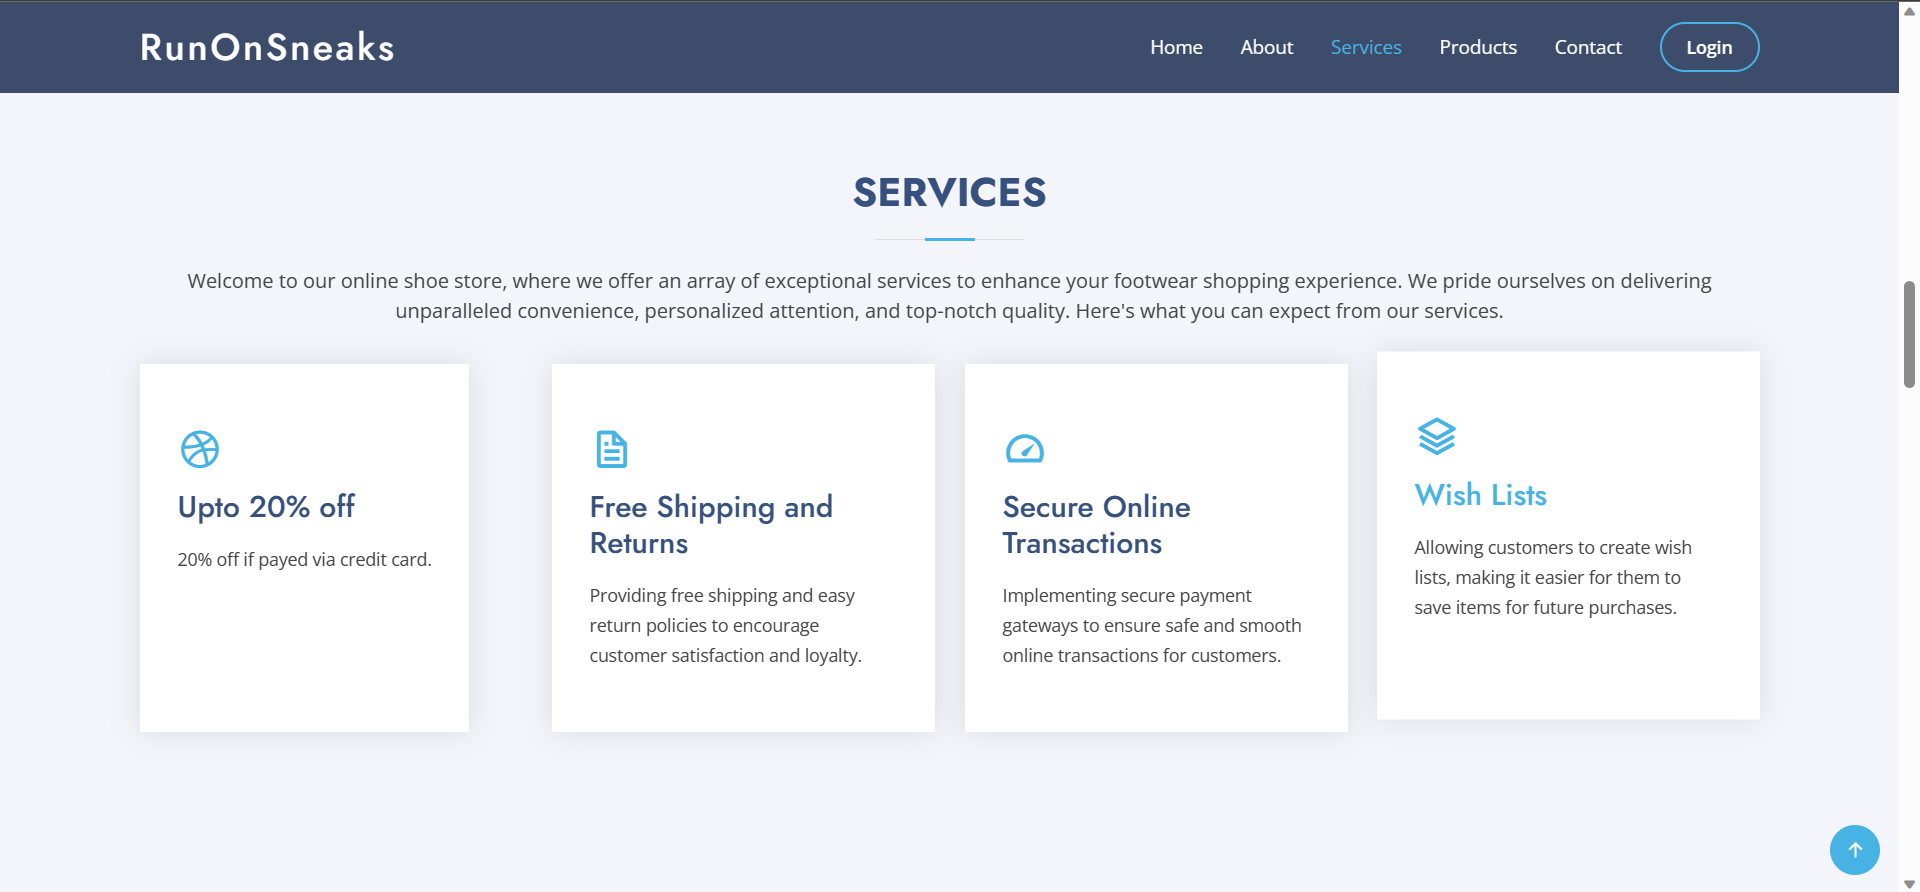 RunOnSneaks
Home About Services Products Contact Login
SERVICES
Welcome to our online shoe store, where we offer an array of exceptional services to enhance your footwear shopping experience. We pride ourselves on delivering
unparalleled convenience, personalized attention, and top-notch quality. Here's what you can expect from our services.
Upto 20% off
20% off if payed via credit card.
Free Shipping and
Returns
Providing free shipping and easy
return policies to encourage
customer satisfaction and loyalty.
Secure Online
Transactions
Implementing secure payment
gateways to ensure safe and smooth
online transactions for customers.
Wish Lists
Allowing customers to create wish
lists, making it easier for them to
save items for future purchases.